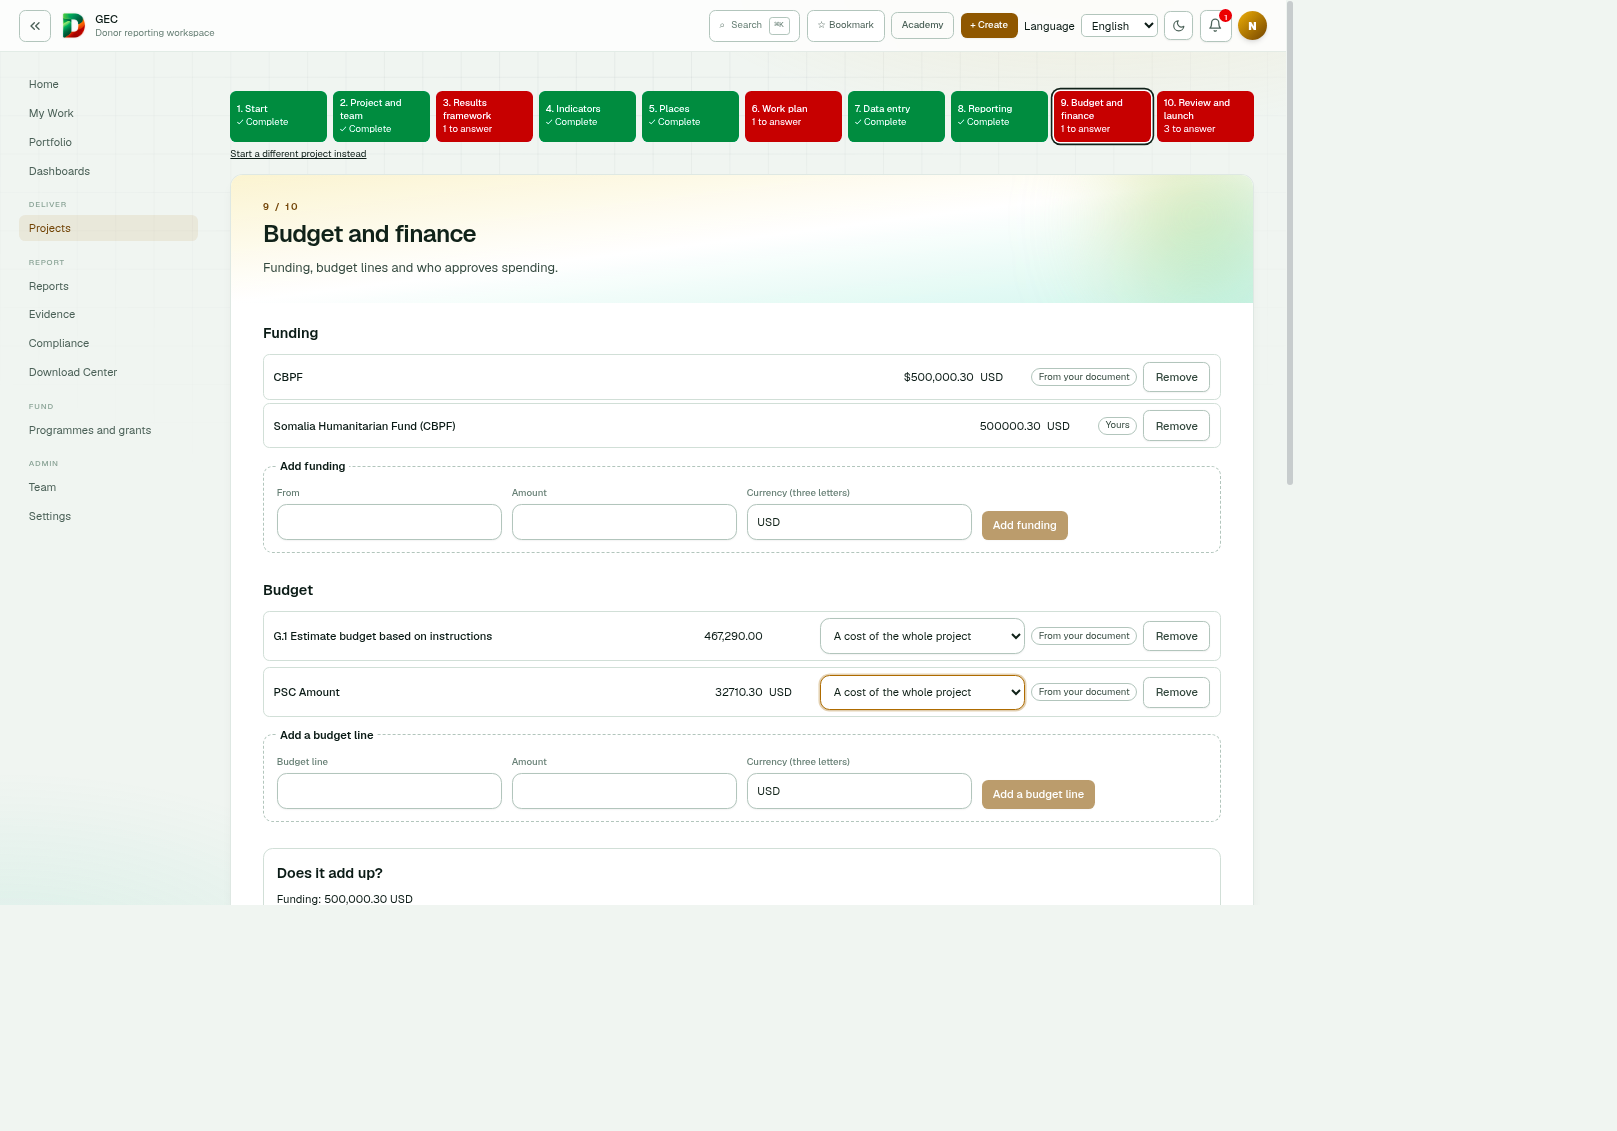 GEC
Donor reporting workspace
Search ⌘K
☆ Bookmark
Academy
+ Create
Language
English
1
N
Home
My Work
Portfolio
Dashboards
DELIVER
Projects
REPORT
Reports
Evidence
Compliance
Download Center
FUND
Programmes and grants
ADMIN
Team
Settings
1. Start
✓ Complete
2. Project and
team
✓ Complete
3. Results
framework
1 to answer
4. Indicators
✓ Complete
5. Places
✓ Complete
6. Work plan
1 to answer
7. Data entry
✓ Complete
8. Reporting
✓ Complete
9. Budget and
finance
1 to answer
10. Review and
launch
3 to answer
Start a different project instead
9 / 10
Budget and finance
Funding, budget lines and who approves spending.
Funding
CBPF $500,000.30 USD From your document Remove
Somalia Humanitarian Fund (CBPF) 500000.30 USD Yours Remove
Add funding
From Amount Currency (three letters)
USD Add funding
Budget
G.1 Estimate budget based on instructions 467,290.00 A cost of the whole project From your document Remove
PSC Amount 32710.30 USD A cost of the whole project From your document Remove
Add a budget line
Budget line Amount Currency (three letters)
USD Add a budget line
Does it add up?
Funding: 500,000.30 USD